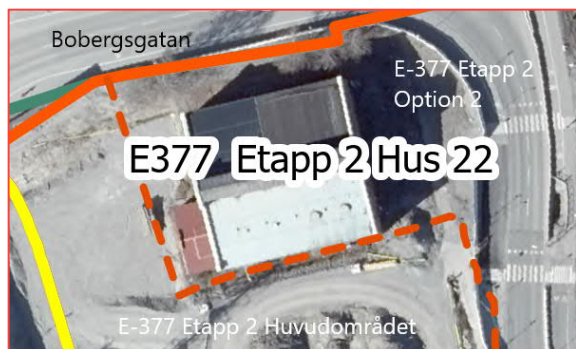 Bobergsgatan
E-377 Etapp 2
Option 2
E377 Etapp 2 Hus 22
E-377 Etapp 2 Huvudområdet